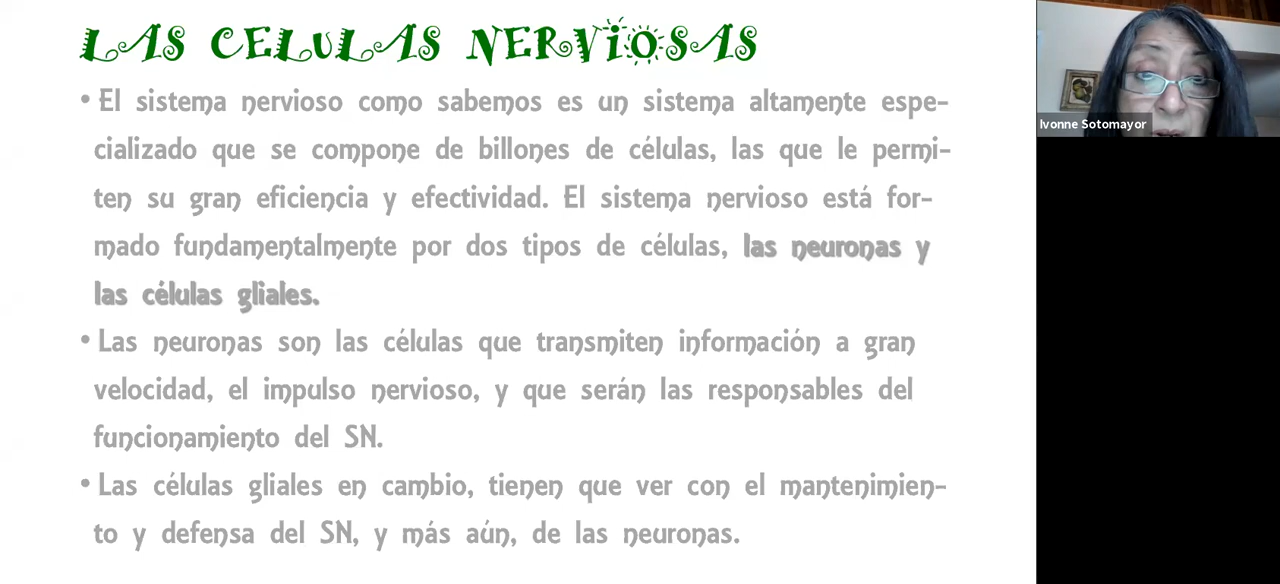 LAS CELULAS NERVIOSAS
• El sistema nervioso como sabemos es un sistema altamente espe-
cializado que se compone de billones de células, las que le permi-
ten su gran eficiencia y efectividad. El sistema nervioso está for-
mado fundamentalmente por dos tipos de células, las neuronas y
las células gliales.
• Las neuronas son las células que transmiten información a gran
velocidad, el impulso nervioso, y que serán las responsables del
funcionamiento del SN.
• Las células gliales en cambio, tienen que ver con el mantenimien-
to y defensa del SN, y más aún, de las neuronas.
Ivonne Sotomayor